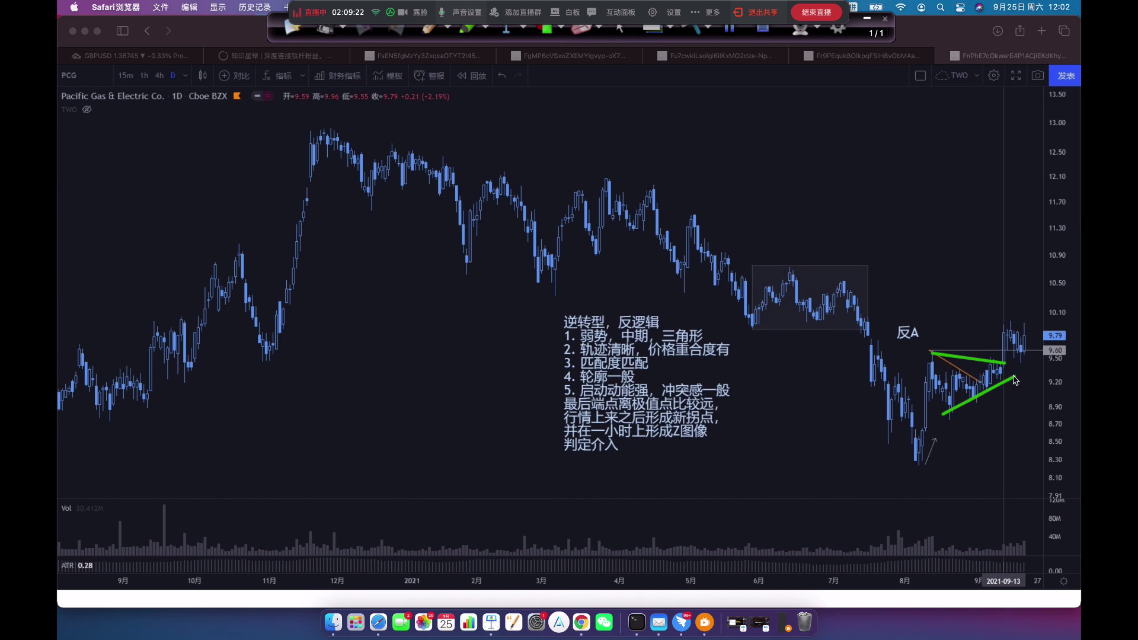 Safari浏览器 文件 编辑 显示 历史记录
直播中 02:09:22 露脸 声音设置 邀加直播群 白板 互动面板 设置 更多 退出共享 结束直播
9月25日 周六 12:02
1/1
PCG 15m 1h 4h D 对比 指标 财务指标 模板 警报 回放 TWO 发表
Pacific Gas & Electric Co. 1D Cboe BZX 开=9.59 高=9.96 低=9.55 收=9.79 +0.21 (+2.19%)
TWO
13.50
13.00
12.50
12.10
11.70
11.30
10.90
10.50
10.10
9.79
9.60
9.50
9.20
8.90
8.70
8.50
8.30
8.10
7.91
反A
逆转型，反逻辑
1. 弱势，中期，三角形
2. 轨迹清晰，价格重合度有
3. 匹配度匹配
4. 轮廓一般
5. 启动动能强，冲突感一般
最后端点离极值点比较远，
行情上来之后形成新拐点，
并在一小时上形成Z图像
判定介入
Vol 30.412M
120M
80M
40M
0.00
ATR 0.28
9月 10月 11月 12月 2021 2月 3月 4月 5月 6月 7月 8月 2021-09-13 27